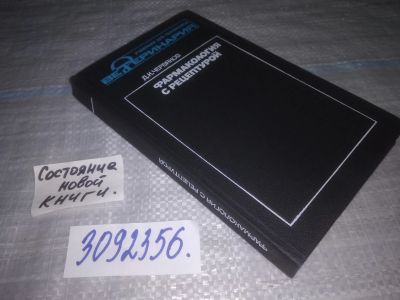 ВЕТЕРИНАРИЯ
Д.Н.ЧЕРВЯКОВ
ФАРМАКОЛОГИЯ
С РЕЦЕПТУРОЙ
ФАРМАКОЛОГИЯ С РЕЦЕПТУРОЙ
Состояние
новой
книги.
3092356.